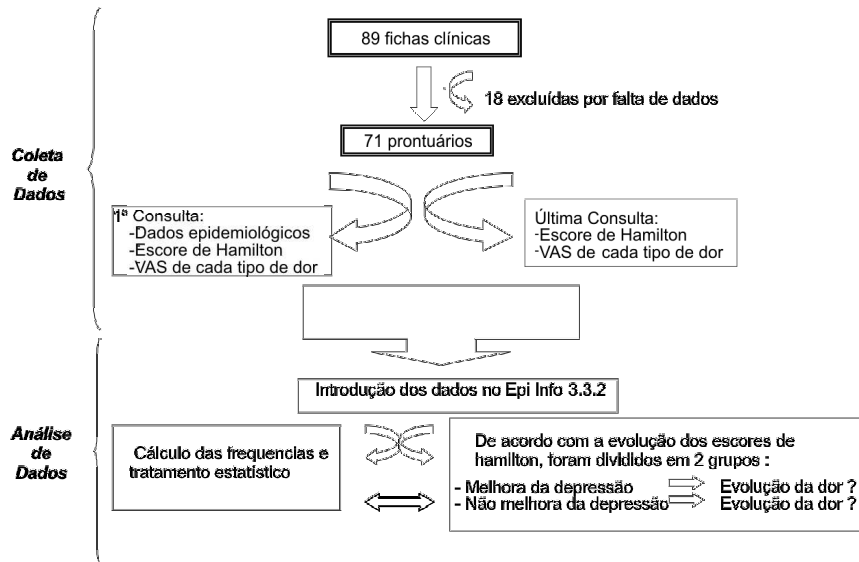 89 fichas clínicas
18 excluídas por falta de dados
71 prontuários
Coleta
de
Dados
1ª Consulta:
-Dados epidemiológicos
-Escore de Hamilton
-VAS de cada tipo de dor
Última Consulta:
-Escore de Hamilton
-VAS de cada tipo de dor
Introdução dos dados no Epi Info 3.3.2
Análise
de
Dados
Cálculo das frequencias e
tratamento estatístico
De acordo com a evolução dos escores de
hamilton, foram divididos em 2 grupos :
- Melhora da depressão Evolução da dor ?
- Não melhora da depressão Evolução da dor ?